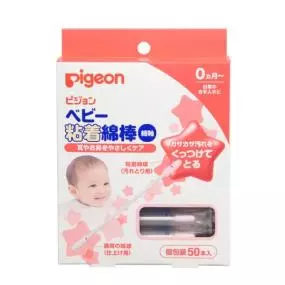 pigeon
0ヵ月~
ピジョン
ベビー
粘着綿棒
細軸
耳やお鼻をやさしくケア
カサカサ汚れを
くっつけて
とる
粘着綿球
(汚れとり用)
通常の綿球
(仕上げ用)
個包装 50本入